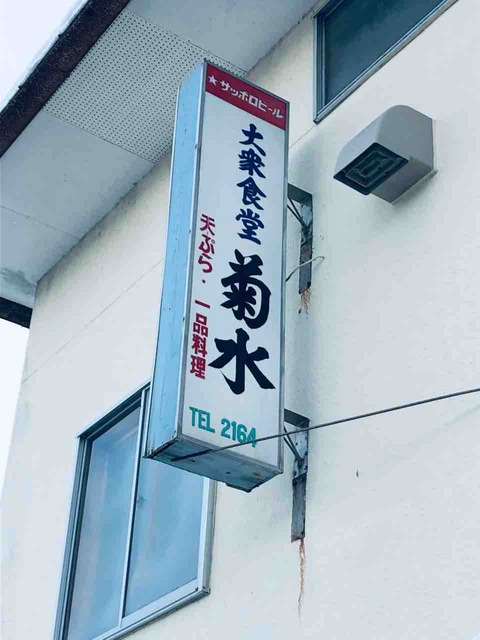 ★サッポロビール
大衆食堂
菊水
天ぷら・一品料理
TEL 2164